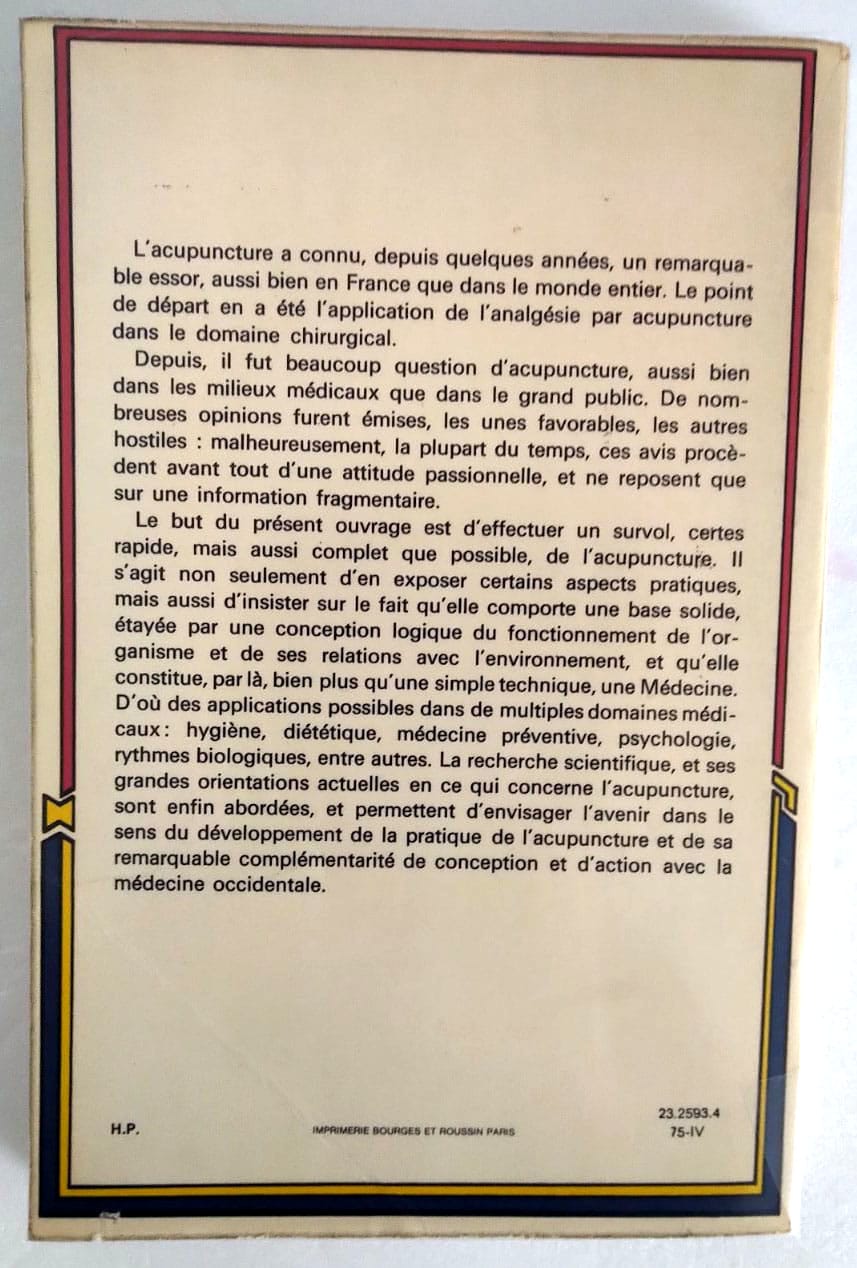 L'acupuncture a connu, depuis quelques années, un remarqua-
ble essor, aussi bien en France que dans le monde entier. Le point
de départ en a été l'application de l'analgésie par acupuncture
dans le domaine chirurgical.
Depuis, il fut beaucoup question d'acupuncture, aussi bien
dans les milieux médicaux que dans le grand public. De nom-
breuses opinions furent émises, les unes favorables, les autres
hostiles : malheureusement, la plupart du temps, ces avis procè-
dent avant tout d'une attitude passionnelle, et ne reposent que
sur une information fragmentaire.
Le but du présent ouvrage est d'effectuer un survol, certes
rapide, mais aussi complet que possible, de l'acupuncture. Il
s'agit non seulement d'en exposer certains aspects pratiques,
mais aussi d'insister sur le fait qu'elle comporte une base solide,
étayée par une conception logique du fonctionnement de l'or-
ganisme et de ses relations avec l'environnement, et qu'elle
constitue, par là, bien plus qu'une simple technique, une Médecine.
D'où des applications possibles dans de multiples domaines médi-
caux : hygiène, diététique, médecine préventive, psychologie,
rythmes biologiques, entre autres. La recherche scientifique, et ses
grandes orientations actuelles en ce qui concerne l'acupuncture,
sont enfin abordées, et permettent d'envisager l'avenir dans le
sens du développement de la pratique de l'acupuncture et de sa
remarquable complémentarité de conception et d'action avec la
médecine occidentale.
H.P.
IMPRIMERIE BOURGES ET ROUSSIN PARIS
23.2593.4
75-IV